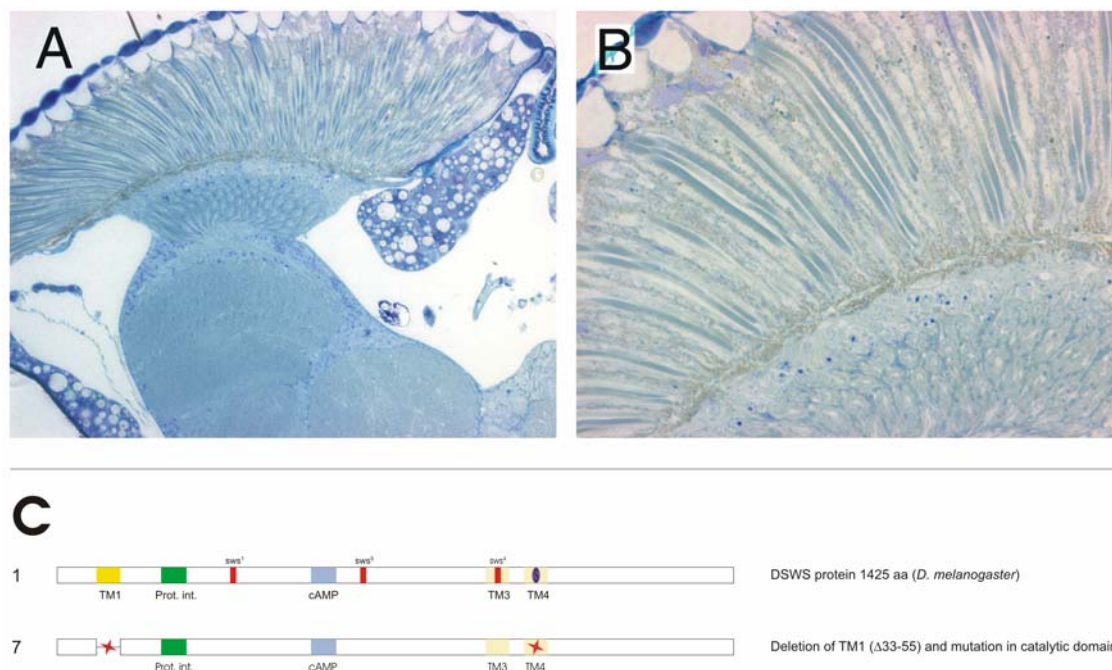 A
B
C
1
sws1
sws5
sws4
TM1
Prot. int.
cAMP
TM3
TM4
DSWS protein 1425 aa (D. melanogaster)
7
Prot. int.
cAMP
TM3
TM4
Deletion of TM1 (Δ33-55) and mutation in catalytic domain